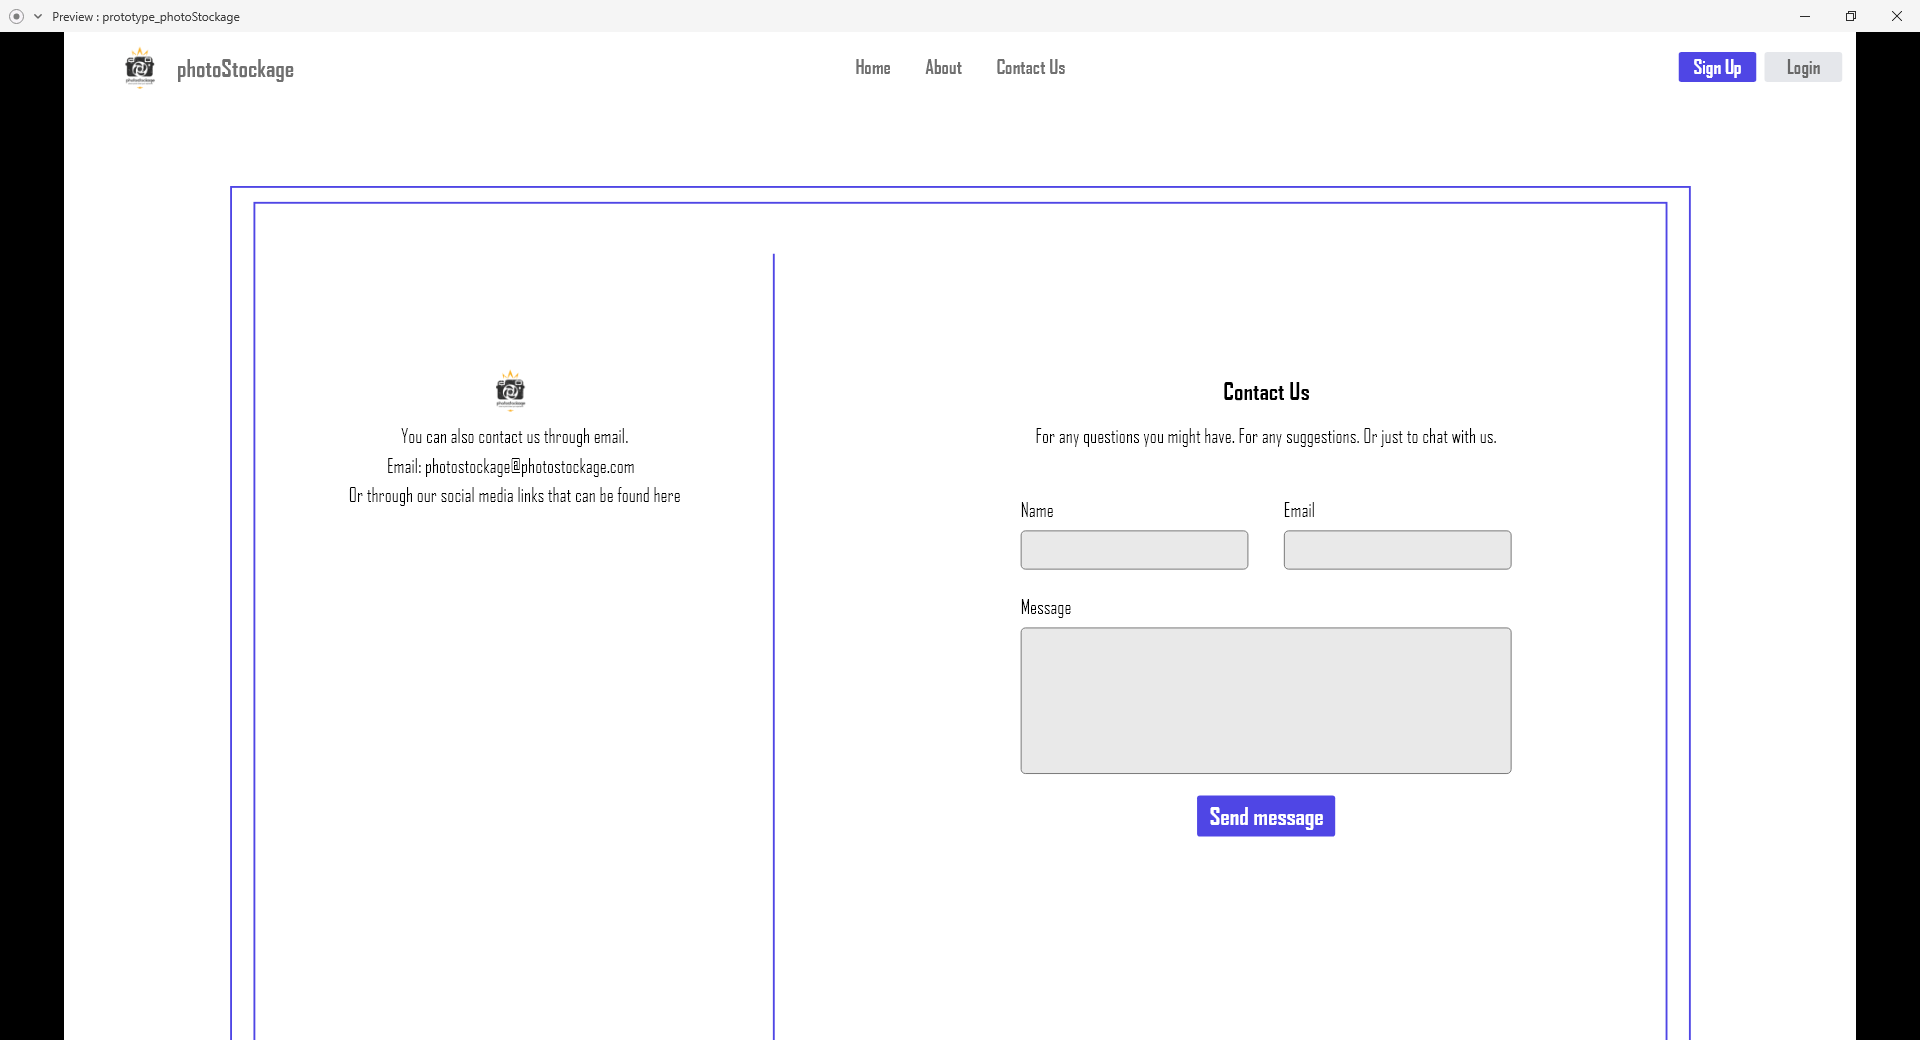 Preview : prototype_photoStockage
photoStockage
photoStockage
Home
About
Contact Us
Sign Up
Login
photoStockage
You can also contact us through email.
Email: photostockage@photostockage.com
Or through our social media links that can be found here
Contact Us
For any questions you might have. For any suggestions. Or just to chat with us.
Name
Email
Message
Send message